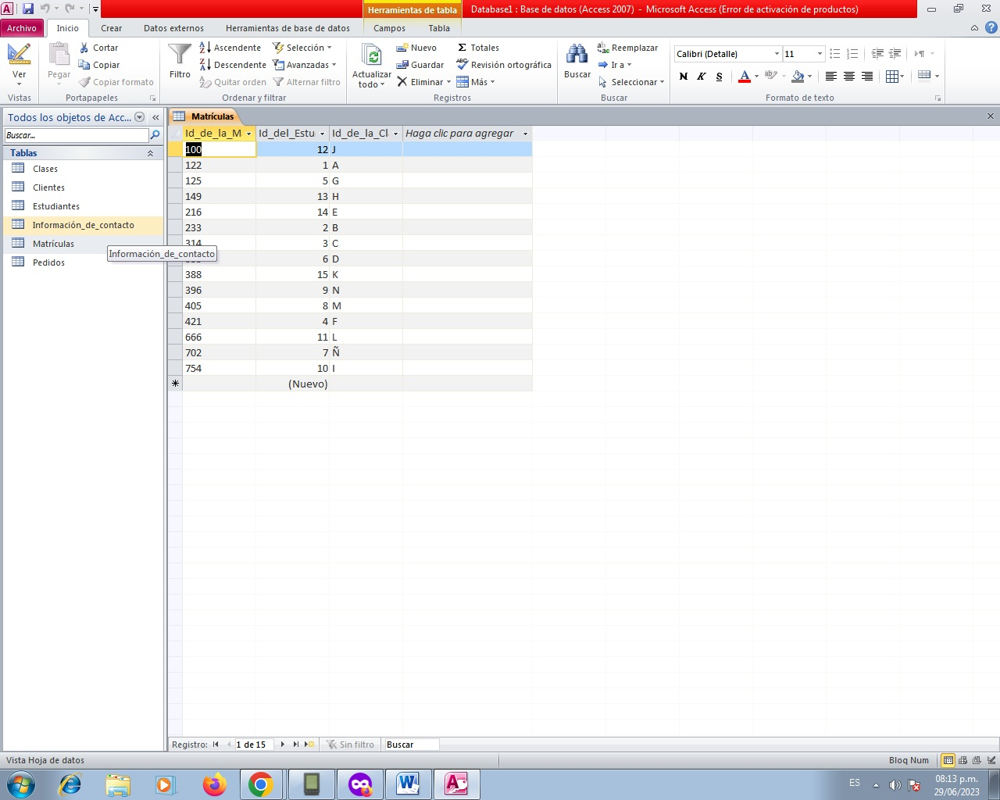 Herramientas de tabla
Database1 : Base de datos (Access 2007) - Microsoft Access (Error de activación de productos)
Archivo Inicio Crear Datos externos Herramientas de base de datos Campos Tabla
Ver
Vistas
Pegar
Cortar
Copiar
Copiar formato
Portapapeles
Filtro
Ascendente
Descendente
Quitar orden
Selección
Avanzadas
Alternar filtro
Ordenar y filtrar
Actualizar
todo
Nuevo
Guardar
Eliminar
Totales
Revisión ortográfica
Más
Registros
Buscar
Reemplazar
Ir a
Seleccionar
Buscar
Calibri (Detalle) 11
N K S
Formato de texto
Todos los objetos de Acc...
Buscar...
Tablas
Clases
Clientes
Estudiantes
Información_de_contacto
Matrículas
Pedidos
Información_de_contacto
Matrículas
Id_de_la_M Id_del_Estu Id_de_la_Cl Haga clic para agregar
100 12 J
122 1 A
125 5 G
149 13 H
216 14 E
233 2 B
314 3 C
6 D
388 15 K
396 9 N
405 8 M
421 4 F
666 11 L
702 7 Ñ
754 10 I
(Nuevo)
Registro: 1 de 15 Sin filtro Buscar
Vista Hoja de datos
Bloq Num
ES
08:13 p.m.
29/06/2023